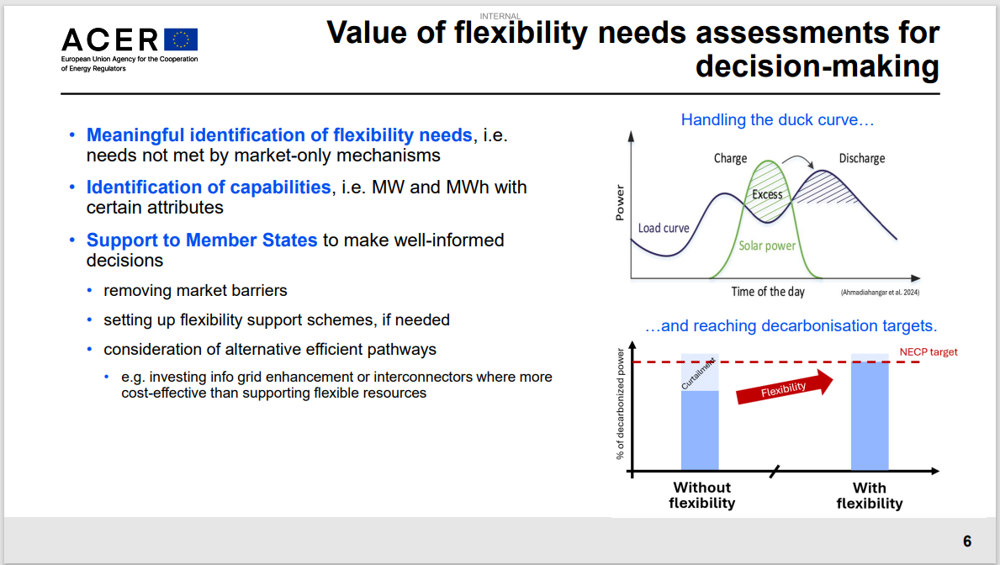 INTERNAL
ACER
European Union Agency for the Cooperation
of Energy Regulators
Value of flexibility needs assessments for
decision-making
• Meaningful identification of flexibility needs, i.e.
needs not met by market-only mechanisms
• Identification of capabilities, i.e. MW and MWh with
certain attributes
• Support to Member States to make well-informed
decisions
• removing market barriers
• setting up flexibility support schemes, if needed
• consideration of alternative efficient pathways
• e.g. investing info grid enhancement or interconnectors where more
cost-effective than supporting flexible resources
Handling the duck curve…
Charge
Discharge
Excess
Power
Load curve
Solar power
Time of the day
(Ahmadiahangar et al. 2024)
…and reaching decarbonisation targets.
NECP target
% of decarbonized power
Curtailment
Flexibility
Without
flexibility
With
flexibility
6